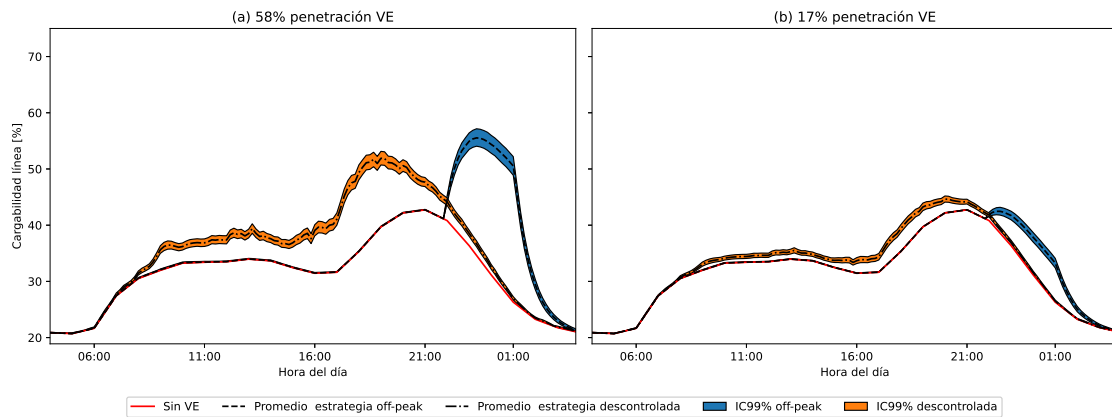 (a) 58% penetración VE
(b) 17% penetración VE
Cargabilidad línea [%]
70
60
50
40
30
20
06:00 11:00 16:00 21:00 01:00
06:00 11:00 16:00 21:00 01:00
Hora del día
Hora del día
Sin VE
Promedio estrategia off-peak
Promedio estrategia descontrolada
IC99% off-peak
IC99% descontrolada